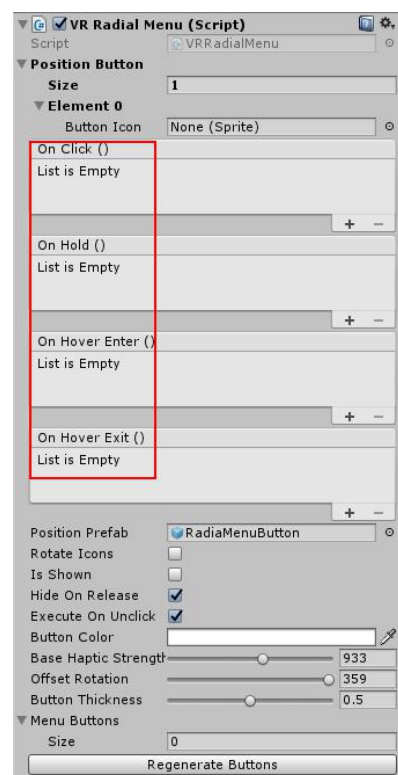 VR Radial Menu (Script)
Script VRRadialMenu
Position Button
Size 1
Element 0
Button Icon None (Sprite)
On Click ()
List is Empty
+ −
On Hold ()
List is Empty
+ −
On Hover Enter ()
List is Empty
+ −
On Hover Exit ()
List is Empty
+ −
Position Prefab RadiaMenuButton
Rotate Icons
Is Shown
Hide On Release
Execute On Unclick
Button Color
Base Haptic Strength 933
Offset Rotation 359
Button Thickness 0.5
Menu Buttons
Size 0
Regenerate Buttons